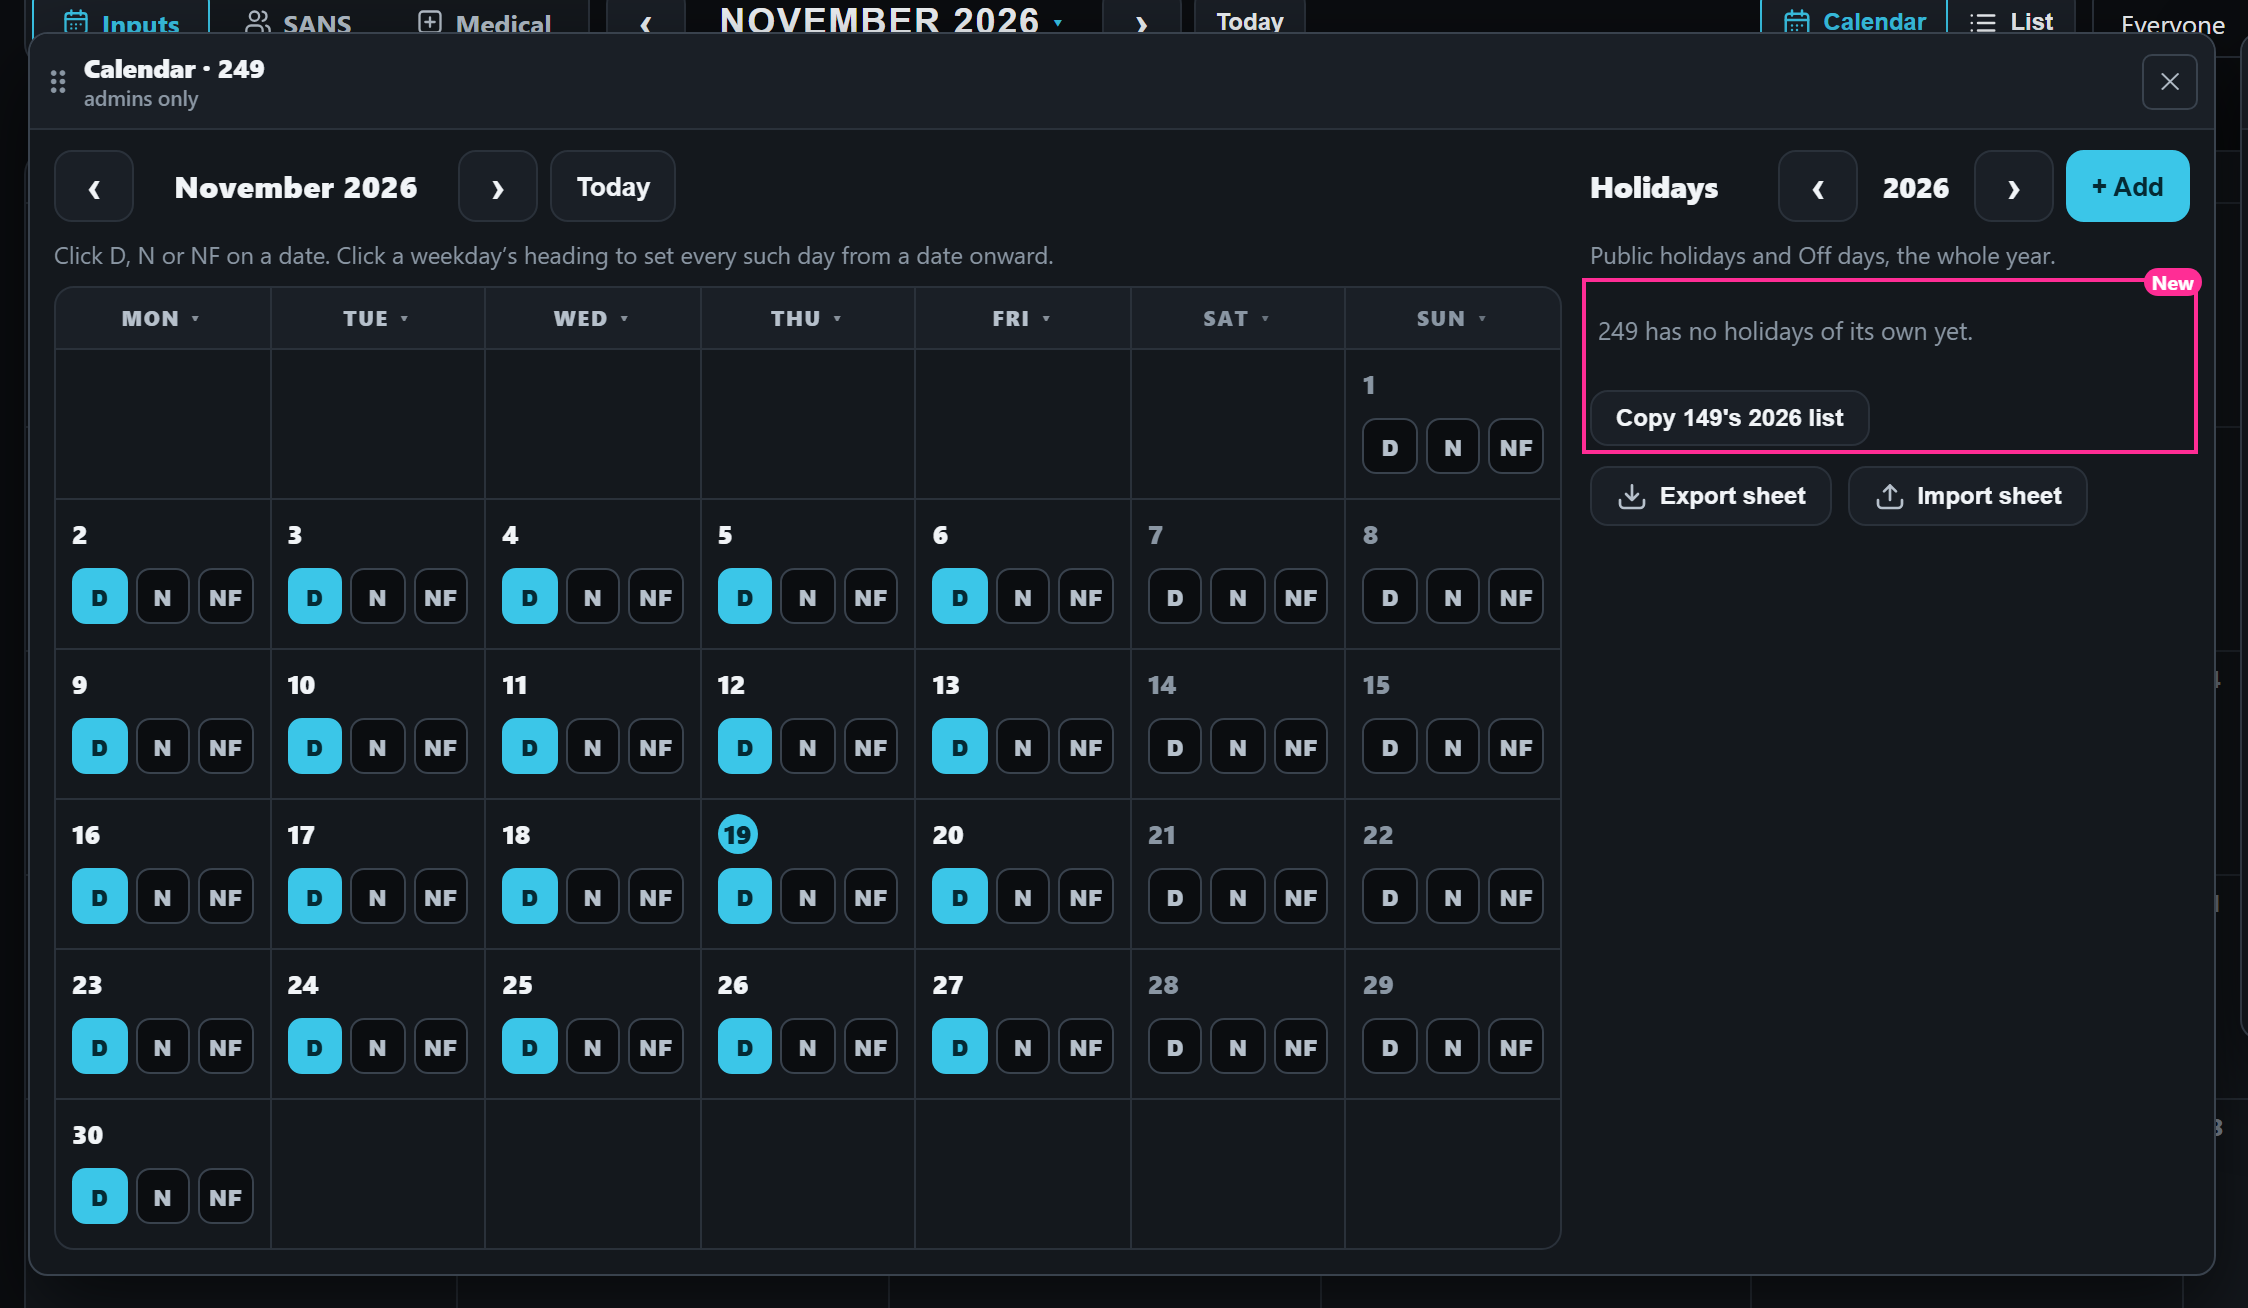 Inputs SANS Medical ‹ NOVEMBER 2026 › Today Calendar List Everyone
Calendar · 249
admins only
‹ November 2026 › Today
Click D, N or NF on a date. Click a weekday’s heading to set every such day from a date onward.
MON TUE WED THU FRI SAT SUN
1
D N NF
2 3 4 5 6 7 8
D N NF D N NF D N NF D N NF D N NF D N NF D N NF
9 10 11 12 13 14 15
D N NF D N NF D N NF D N NF D N NF D N NF D N NF
16 17 18 19 20 21 22
D N NF D N NF D N NF D N NF D N NF D N NF D N NF
23 24 25 26 27 28 29
D N NF D N NF D N NF D N NF D N NF D N NF D N NF
30
D N NF
Holidays ‹ 2026 › + Add
Public holidays and Off days, the whole year.
New
249 has no holidays of its own yet.
Copy 149's 2026 list
Export sheet Import sheet